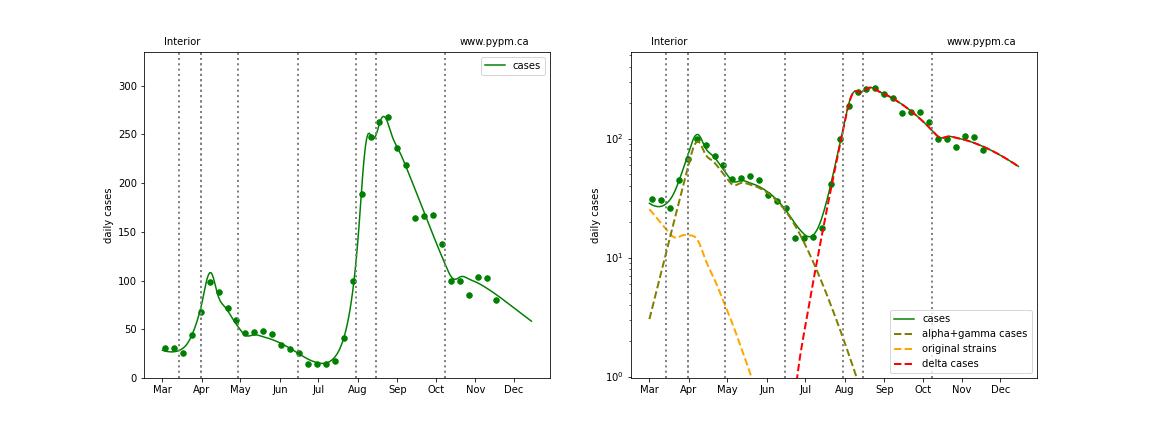 Interior
www.pypm.ca
cases
daily cases
300
250
200
150
100
50
0
Mar Apr May Jun Jul Aug Sep Oct Nov Dec
Interior
www.pypm.ca
daily cases
10²
10¹
10⁰
cases
alpha+gamma cases
original strains
delta cases
Mar Apr May Jun Jul Aug Sep Oct Nov Dec